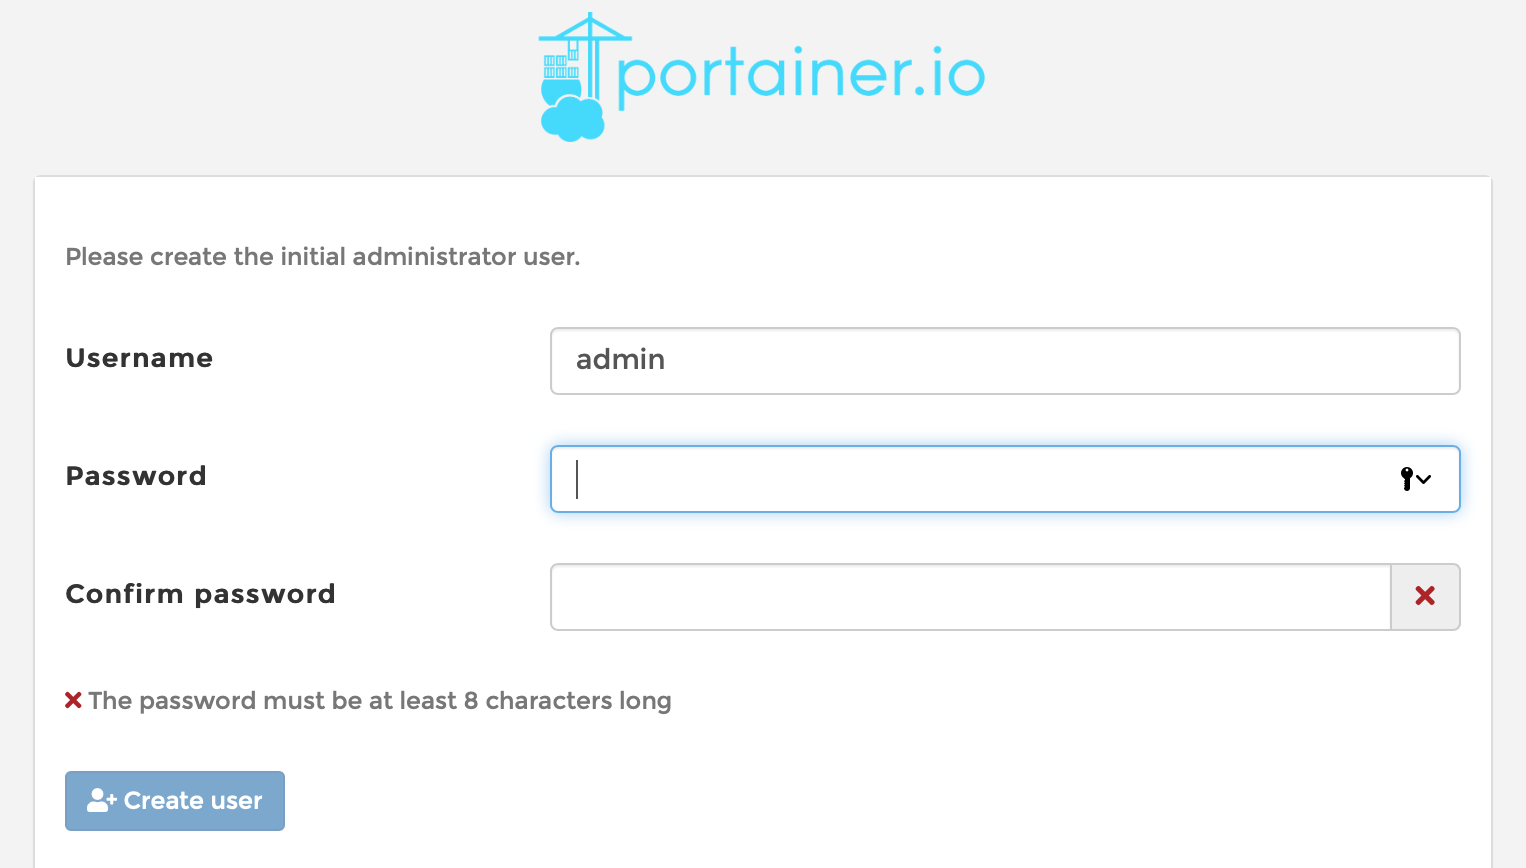 portainer.io
Please create the initial administrator user.
Username
admin
Password
Confirm password
The password must be at least 8 characters long
Create user